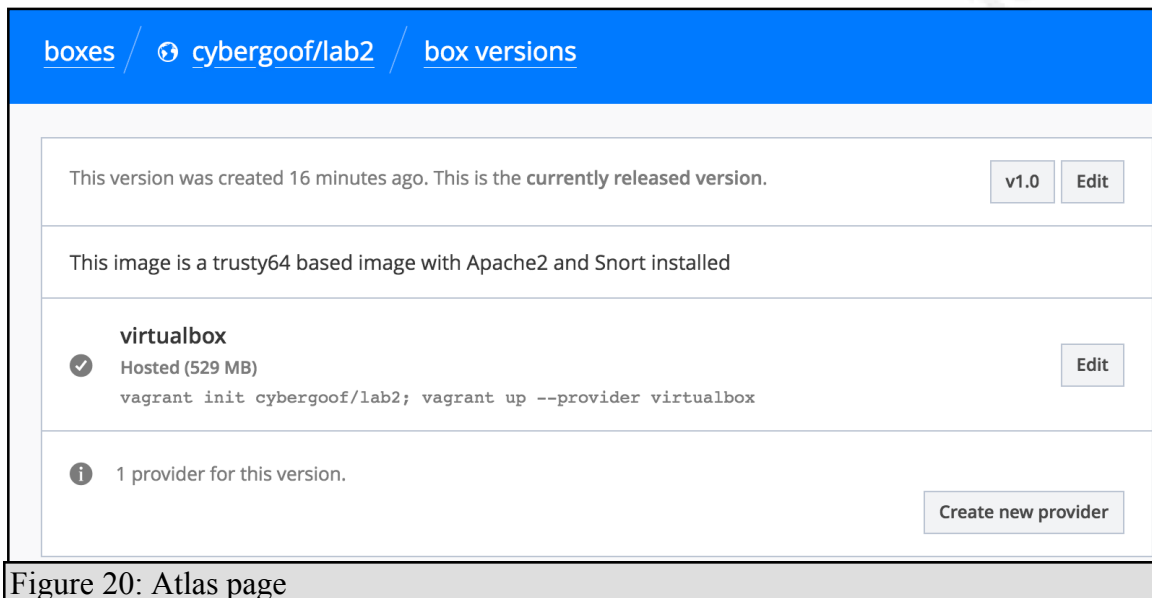 boxes / cybergoof/lab2 / box versions
This version was created 16 minutes ago. This is the currently released version.
v1.0
Edit
This image is a trusty64 based image with Apache2 and Snort installed
virtualbox
Hosted (529 MB)
Edit
vagrant init cybergoof/lab2; vagrant up --provider virtualbox
1 provider for this version.
Create new provider
Figure 20: Atlas page